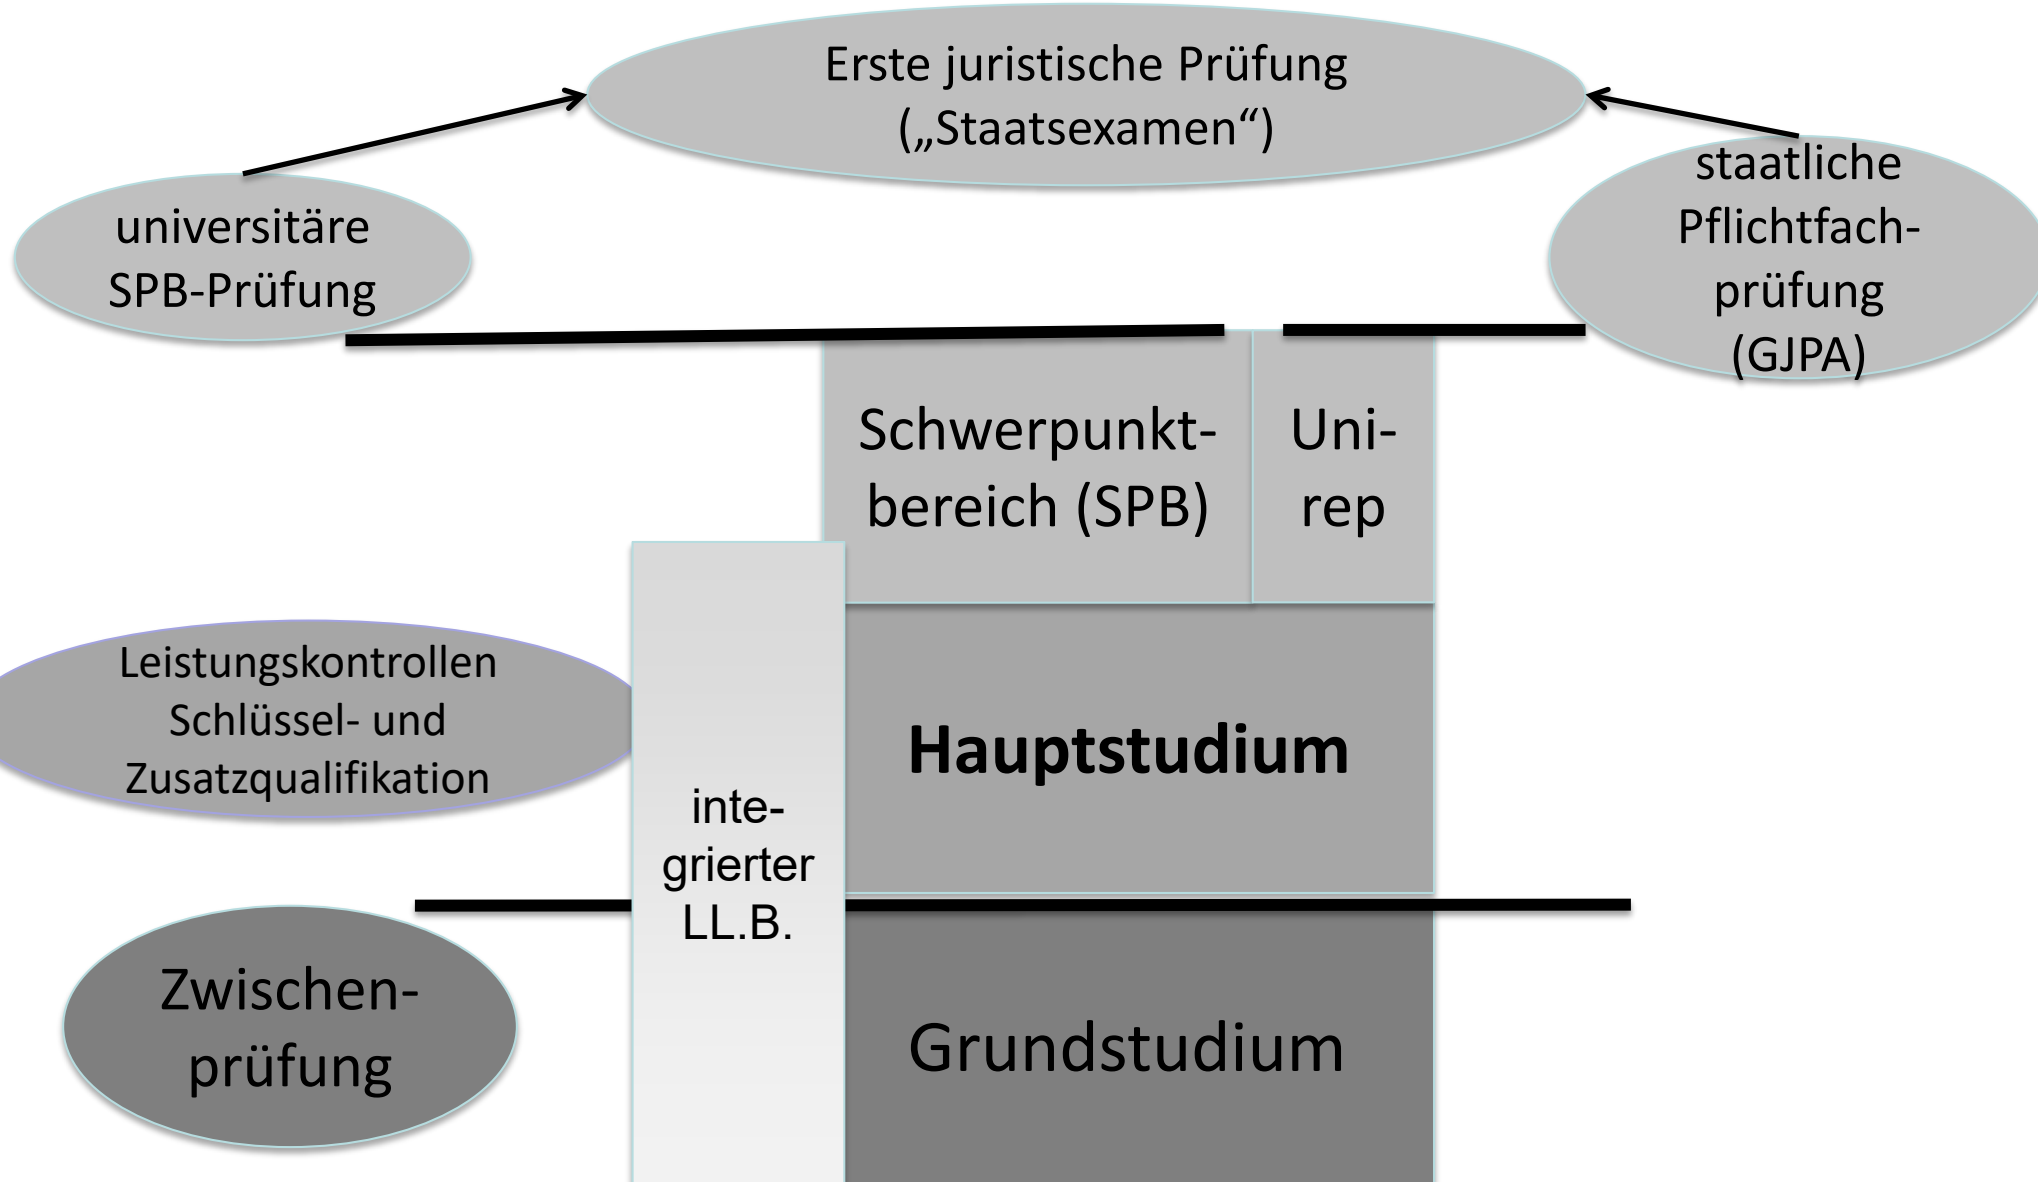 Erste juristische Prüfung
(„Staatsexamen“)
universitäre
SPB-Prüfung
staatliche
Pflichtfach-
prüfung
(GJPA)
Schwerpunkt-
bereich (SPB)
Uni-
rep
Leistungskontrollen
Schlüssel- und
Zusatzqualifikation
Hauptstudium
inte-
grierter
LL.B.
Zwischen-
prüfung
Grundstudium